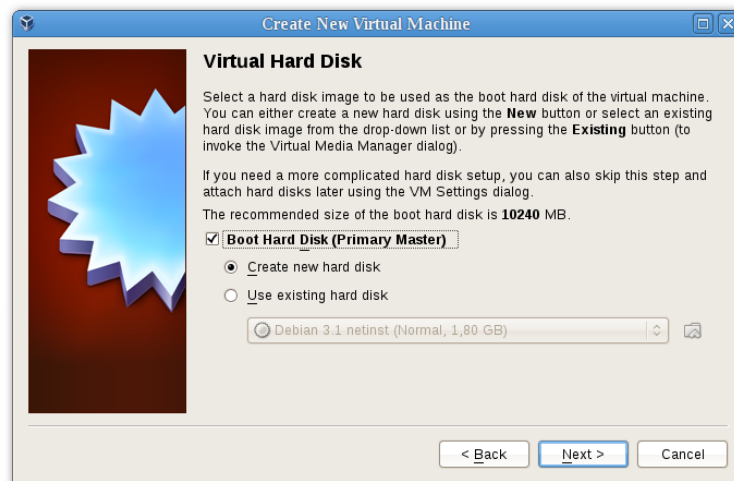 Create New Virtual Machine
Virtual Hard Disk
Select a hard disk image to be used as the boot hard disk of the virtual machine.
You can either create a new hard disk using the New button or select an existing
hard disk image from the drop-down list or by pressing the Existing button (to
invoke the Virtual Media Manager dialog).
If you need a more complicated hard disk setup, you can also skip this step and
attach hard disks later using the VM Settings dialog.
The recommended size of the boot hard disk is 10240 MB.
Boot Hard Disk (Primary Master)
Create new hard disk
Use existing hard disk
Debian 3.1 netinst (Normal, 1,80 GB)
< Back Next > Cancel